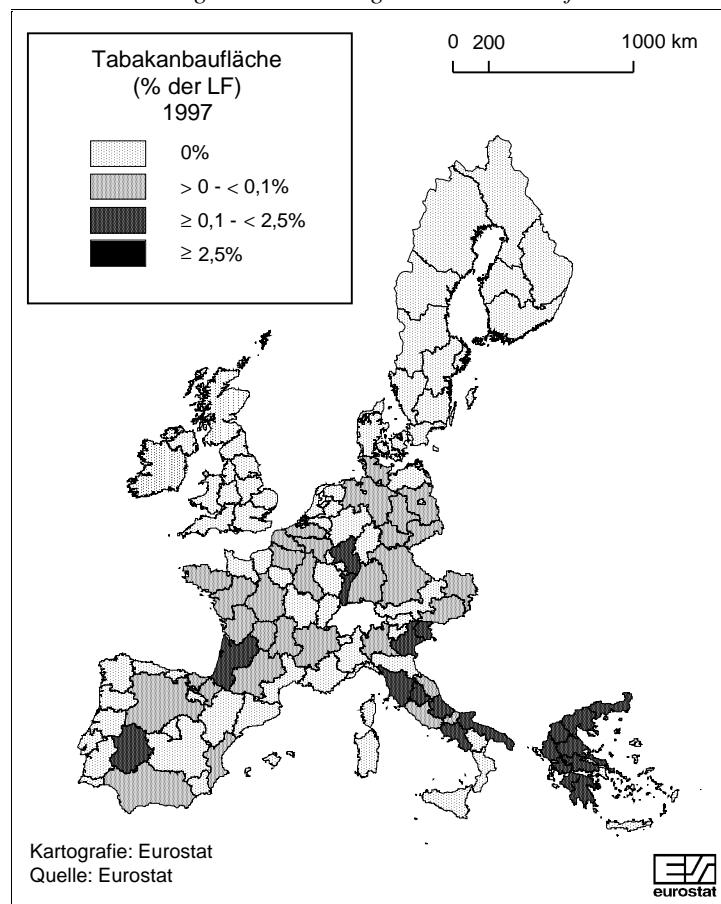 0 200 1000 km
Tabakanbaufläche
(% der LF)
1997
0%
> 0 - < 0,1%
≥ 0,1 - < 2,5%
≥ 2,5%
Kartografie: Eurostat
Quelle: Eurostat
eurostat